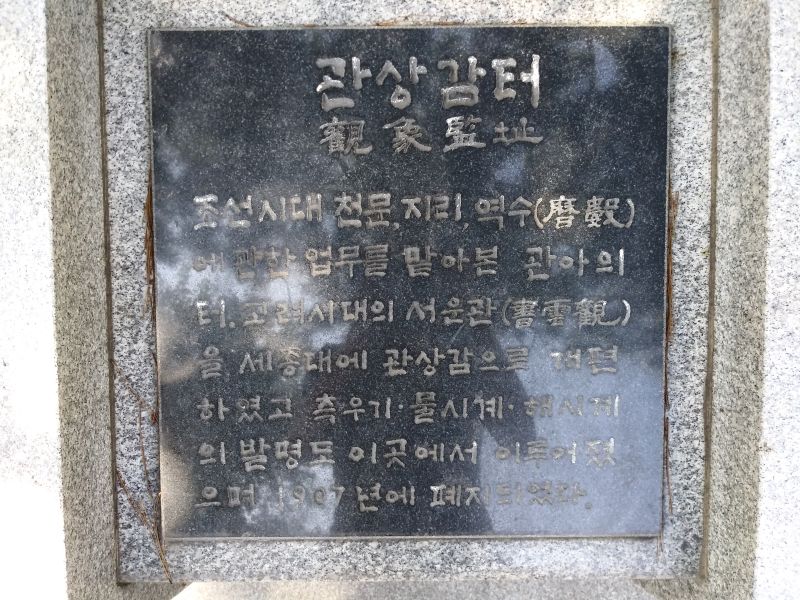 관상감터
觀象監址
조선시대 천문, 지리, 역수(曆數)
에 관한 업무를 맡아본 관아의
터. 고려시대의 서운관(書雲觀)
을 세종대에 관상감으로 개편
하였고 측우기·물시계·해시계
의 발명도 이곳에서 이루어졌
으며 1907년에 폐지되었다.